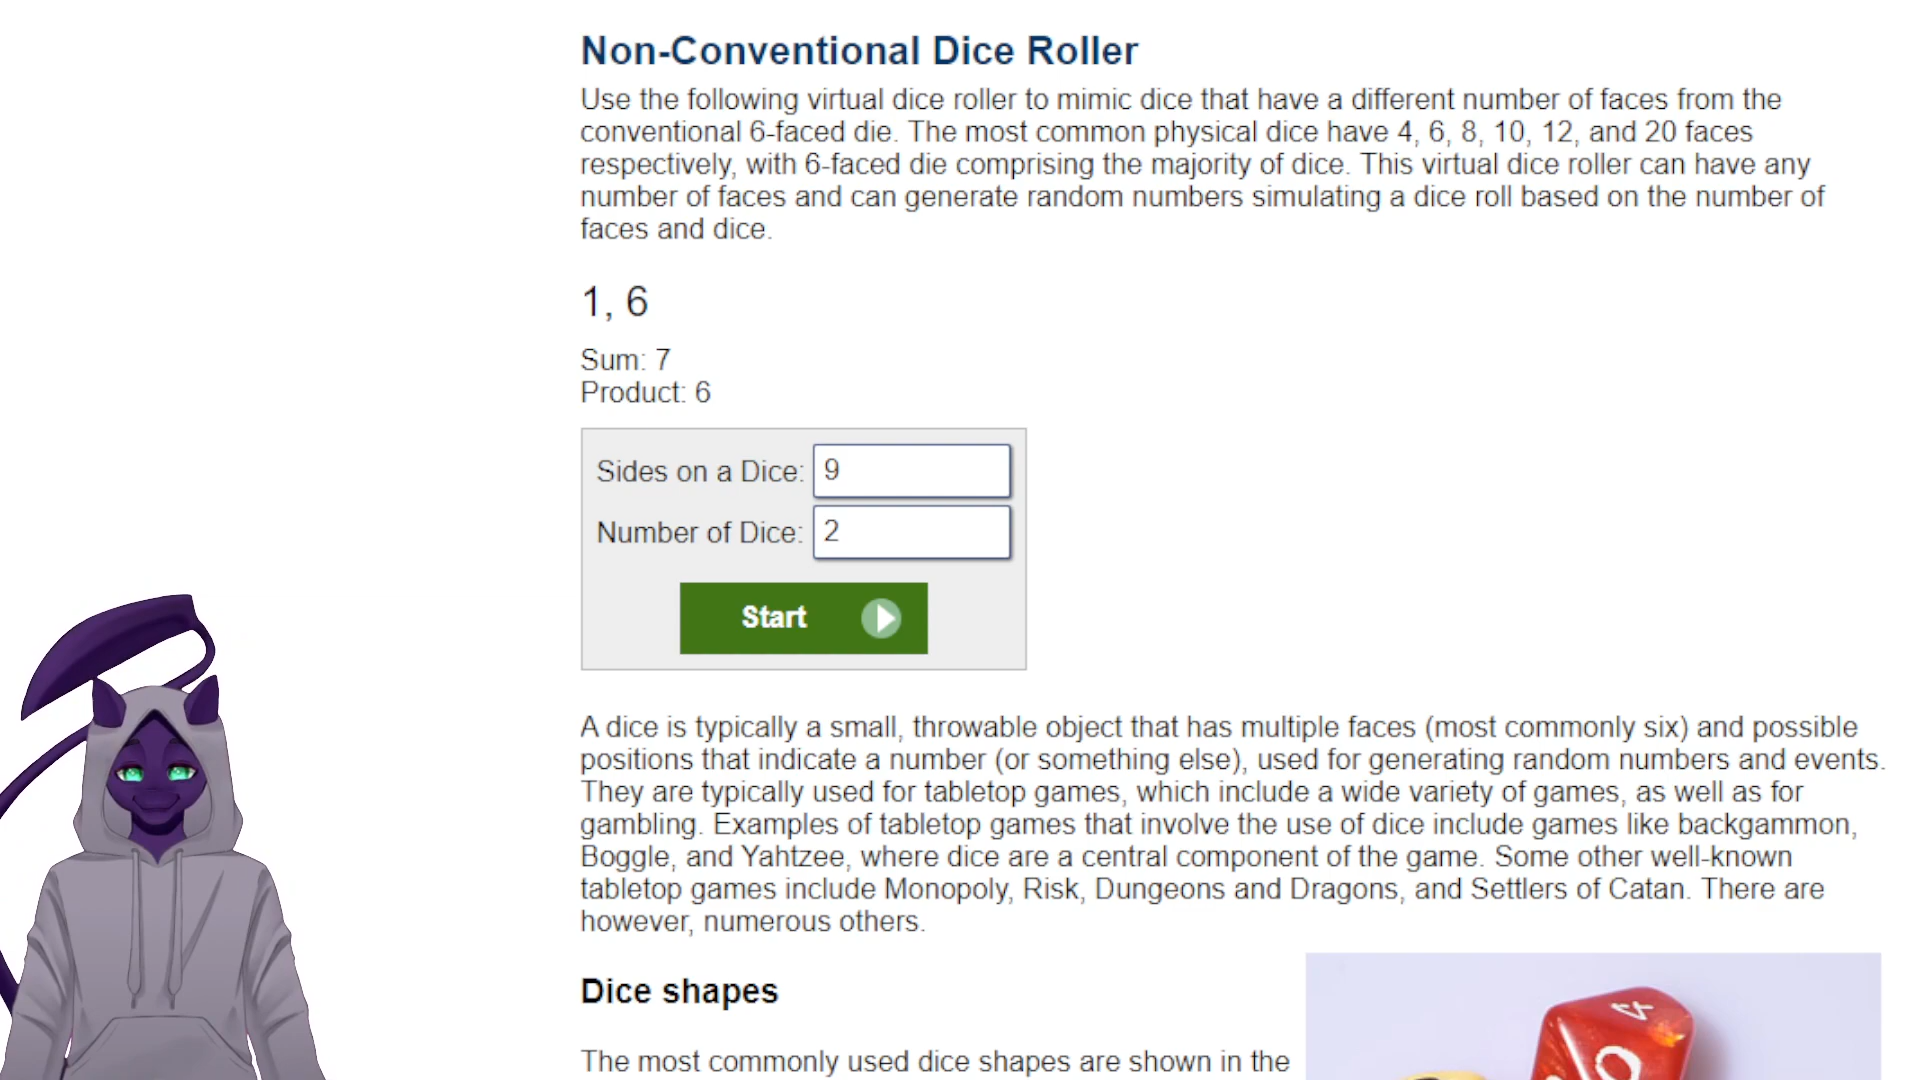 Non-Conventional Dice Roller
Use the following virtual dice roller to mimic dice that have a different number of faces from the
conventional 6-faced die. The most common physical dice have 4, 6, 8, 10, 12, and 20 faces
respectively, with 6-faced die comprising the majority of dice. This virtual dice roller can have any
number of faces and can generate random numbers simulating a dice roll based on the number of
faces and dice.
1, 6
Sum: 7
Product: 6
Sides on a Dice: 9
Number of Dice: 2
Start
A dice is typically a small, throwable object that has multiple faces (most commonly six) and possible
positions that indicate a number (or something else), used for generating random numbers and events.
They are typically used for tabletop games, which include a wide variety of games, as well as for
gambling. Examples of tabletop games that involve the use of dice include games like backgammon,
Boggle, and Yahtzee, where dice are a central component of the game. Some other well-known
tabletop games include Monopoly, Risk, Dungeons and Dragons, and Settlers of Catan. There are
however, numerous others.
Dice shapes
The most commonly used dice shapes are shown in the
4
0